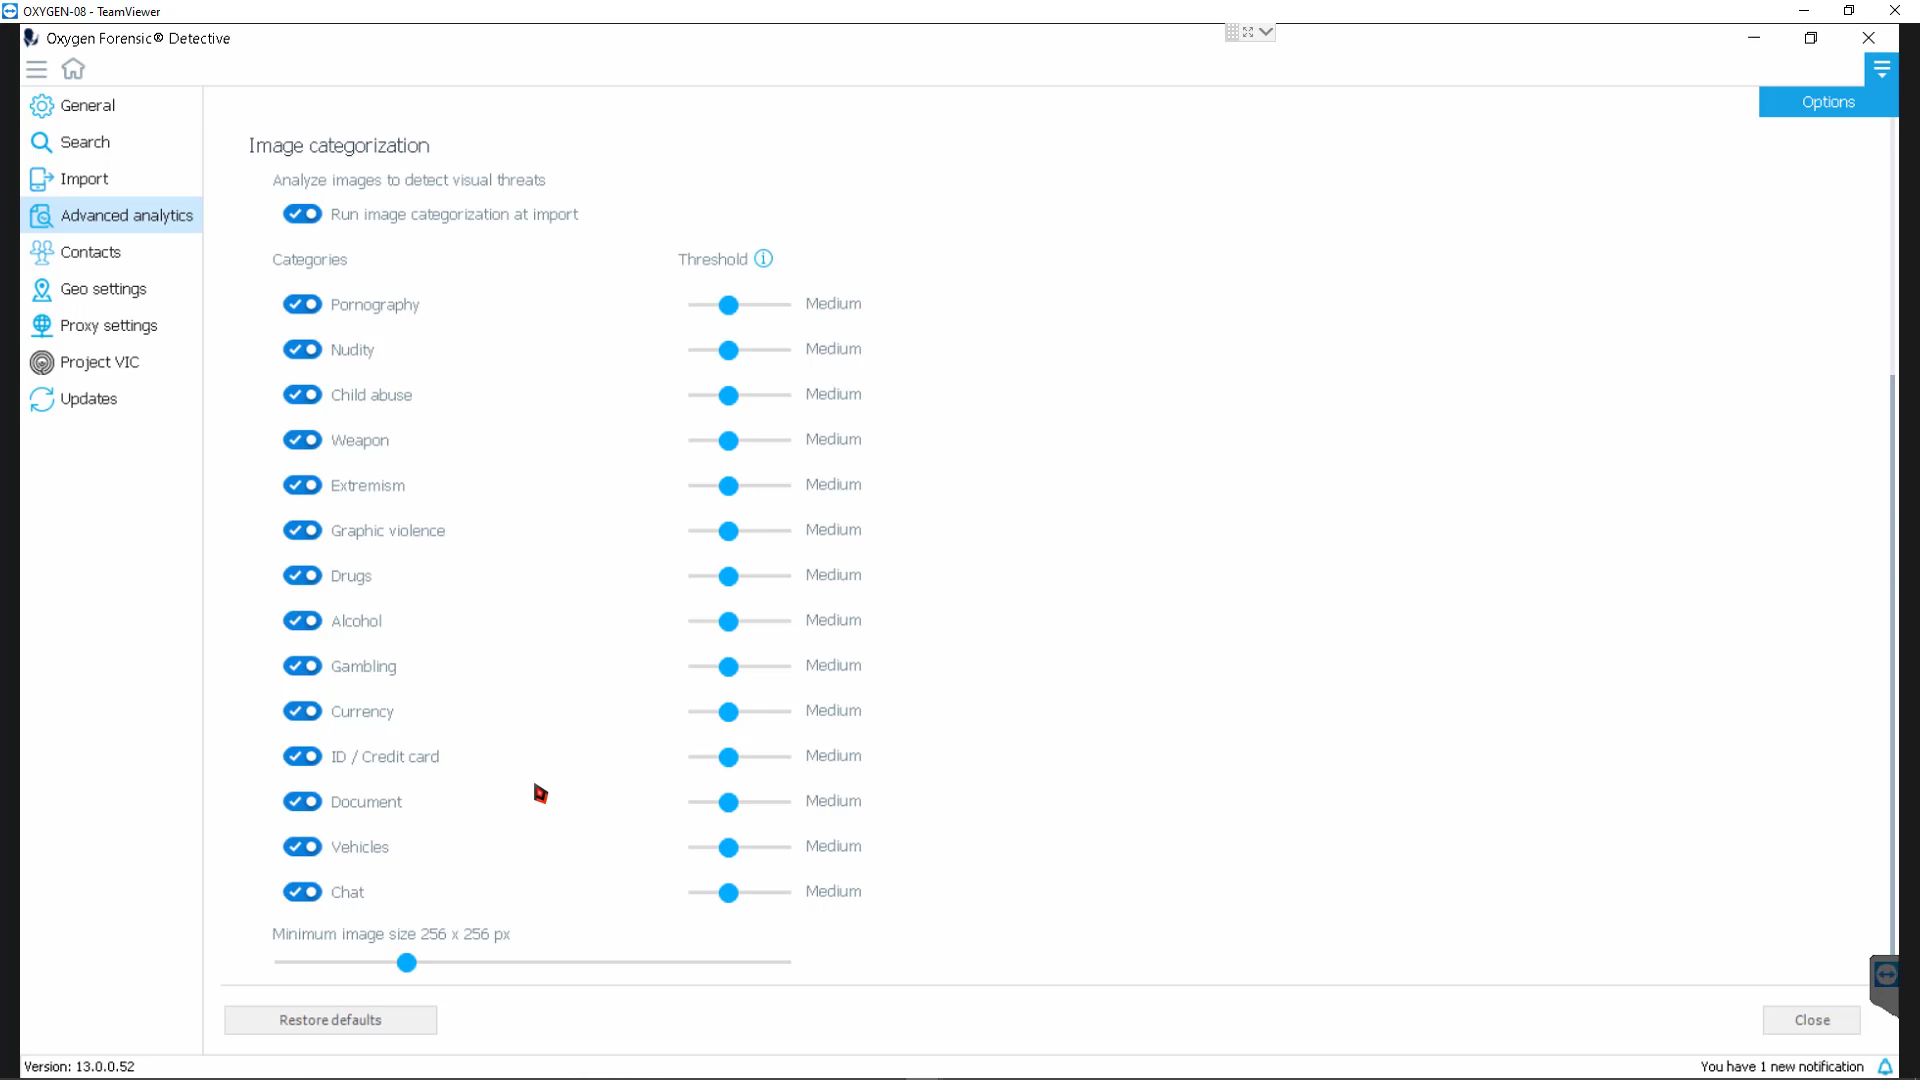 OXYGEN-08 - TeamViewer
Oxygen Forensic® Detective
Options
General
Search
Import
Advanced analytics
Contacts
Geo settings
Proxy settings
Project VIC
Updates
Image categorization
Analyze images to detect visual threats
Run image categorization at import
Categories Threshold
Pornography Medium
Nudity Medium
Child abuse Medium
Weapon Medium
Extremism Medium
Graphic violence Medium
Drugs Medium
Alcohol Medium
Gambling Medium
Currency Medium
ID / Credit card Medium
Document Medium
Vehicles Medium
Chat Medium
Minimum image size 256 x 256 px
Restore defaults Close
Version: 13.0.0.52 You have 1 new notification